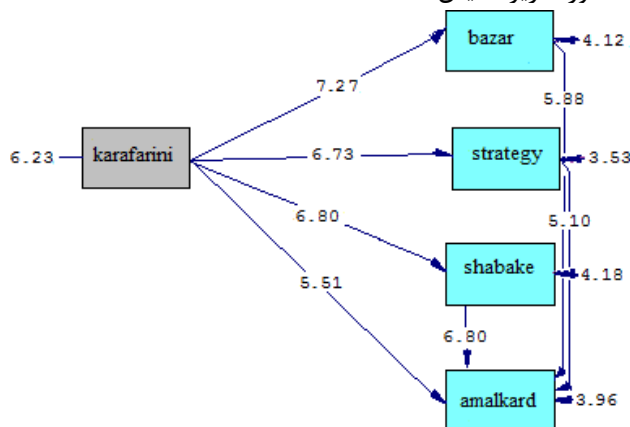 bazar
4.12
7.27
5.88
6.23
karafarini
6.73
strategy
3.53
6.80
5.10
shabake
4.18
5.51
6.80
amalkard
3.96